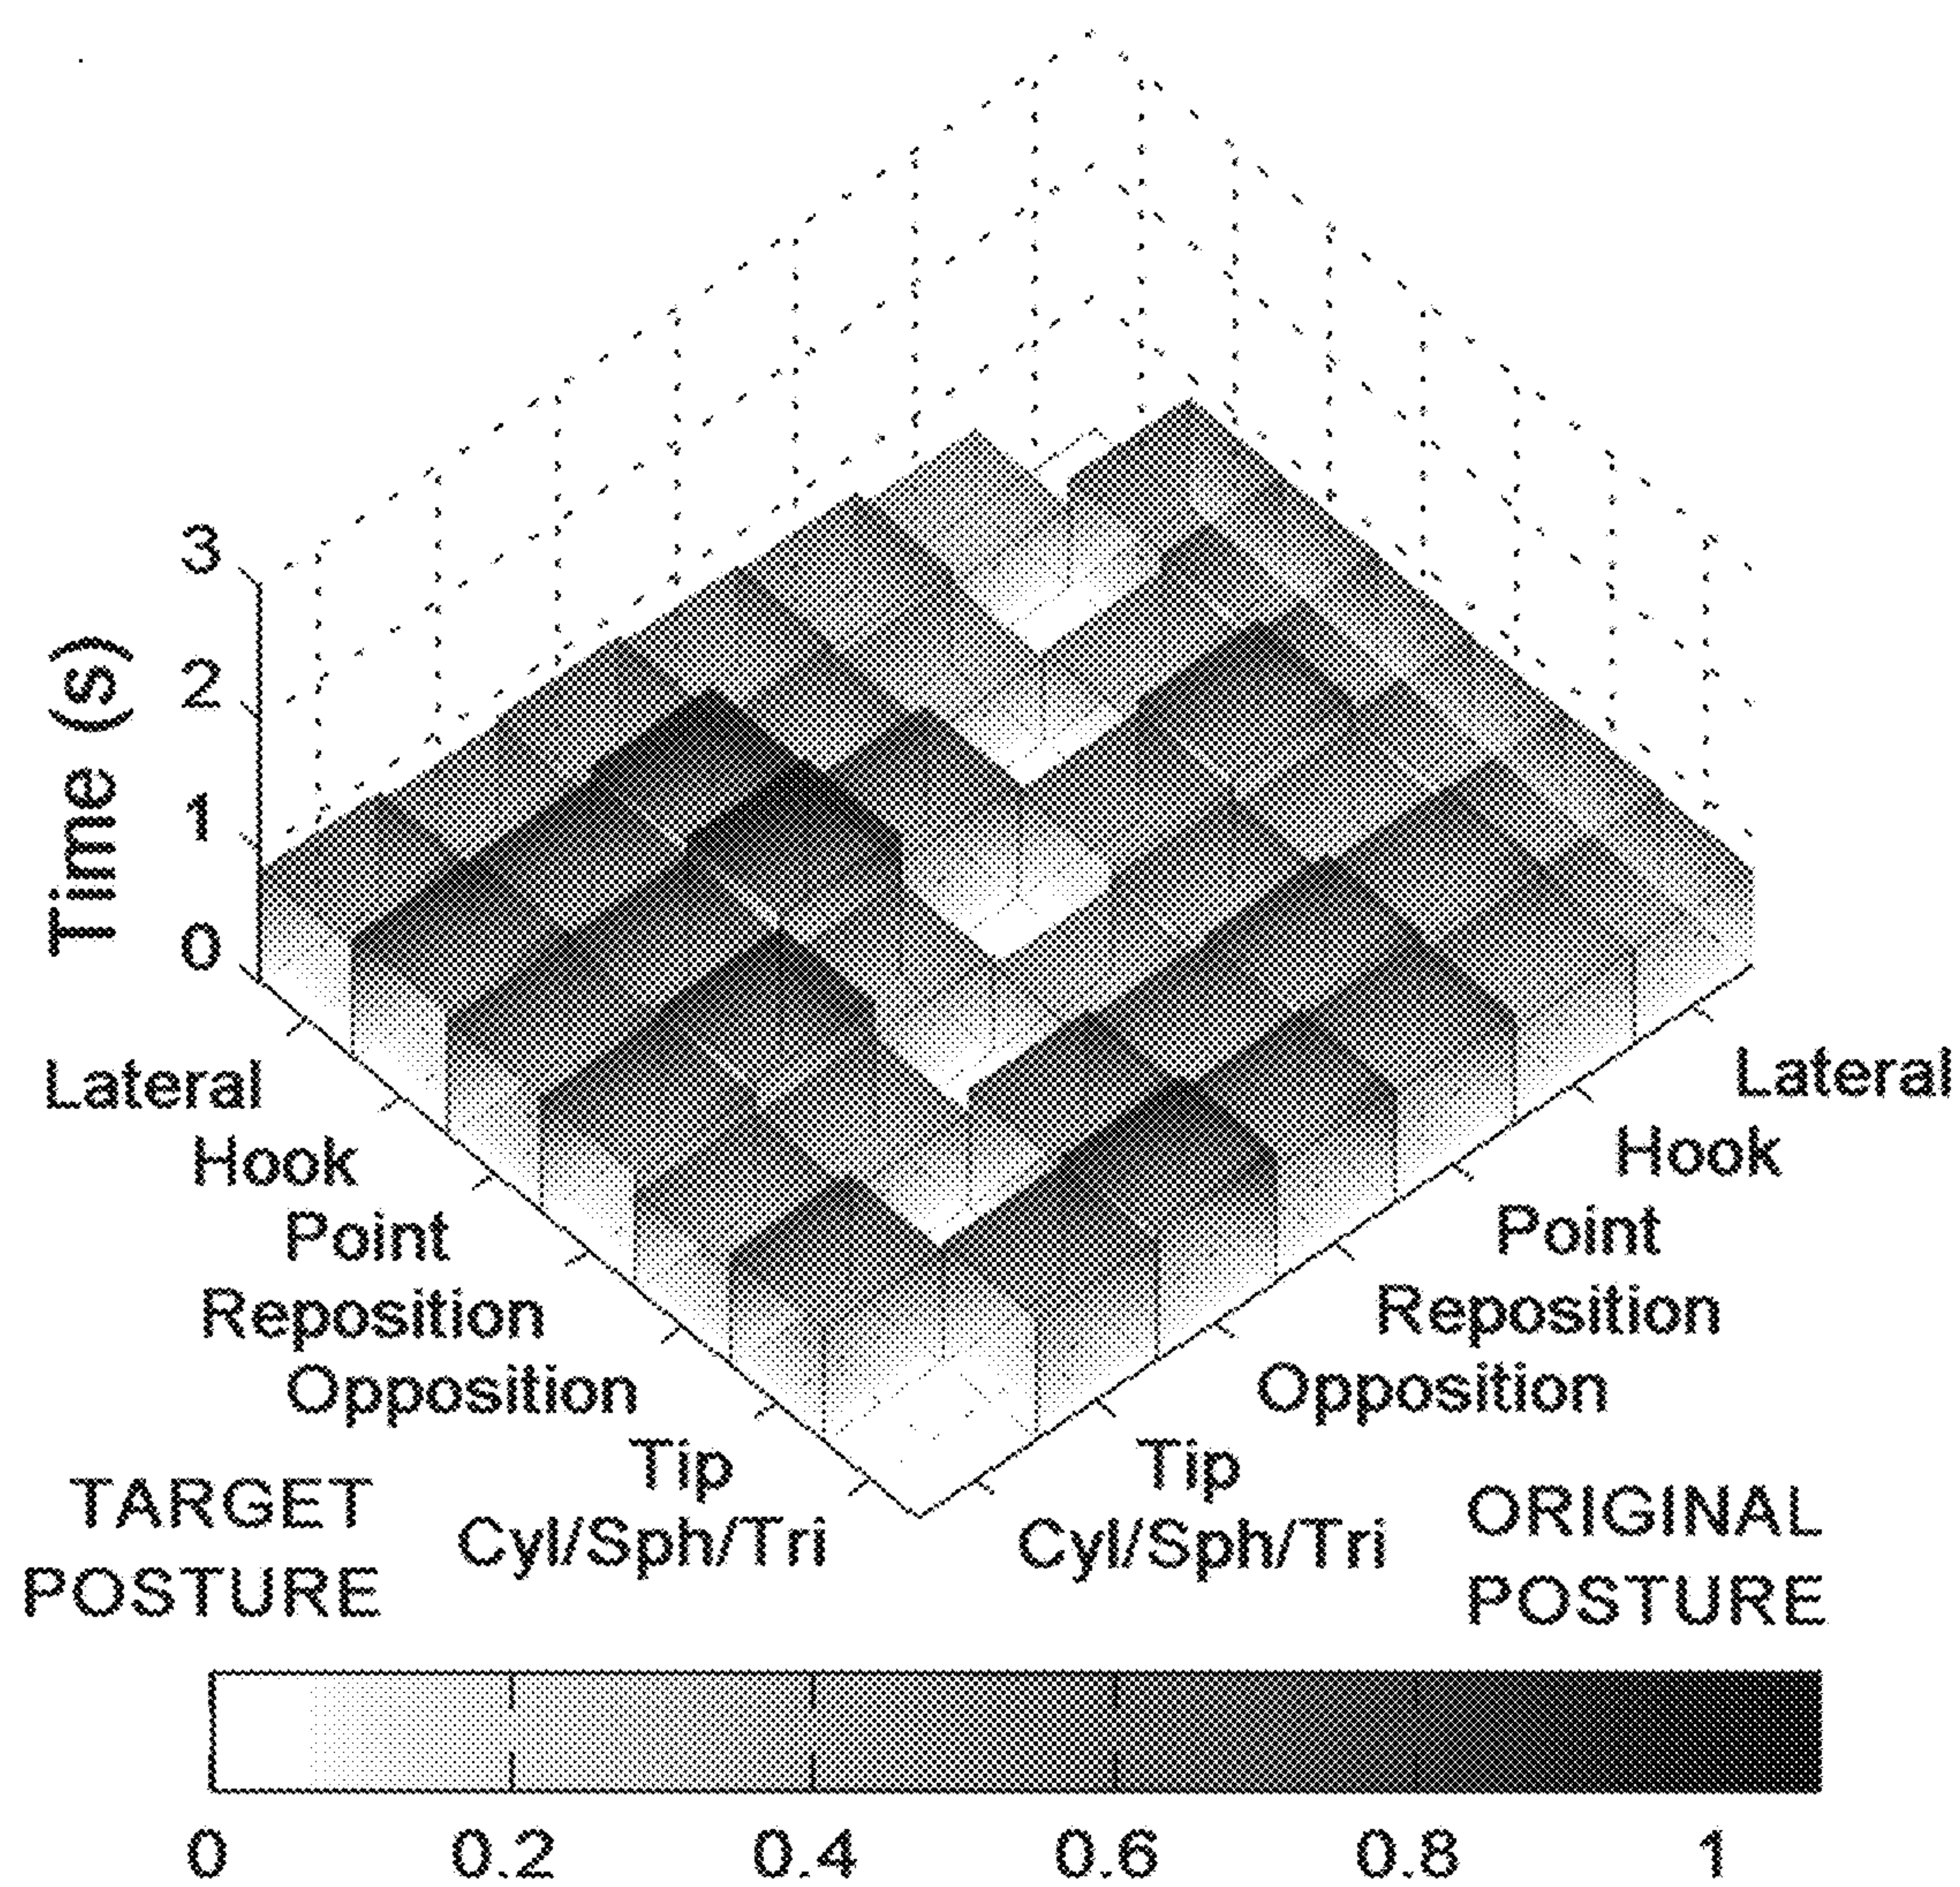 3
2
1
0
Time (s)
Lateral
Hook
Point
Reposition
Opposition
Tip
Cyl/Sph/Tri
TARGET
POSTURE
Lateral
Hook
Point
Reposition
Opposition
Tip
Cyl/Sph/Tri
ORIGINAL
POSTURE
0 0.2 0.4 0.6 0.8 1